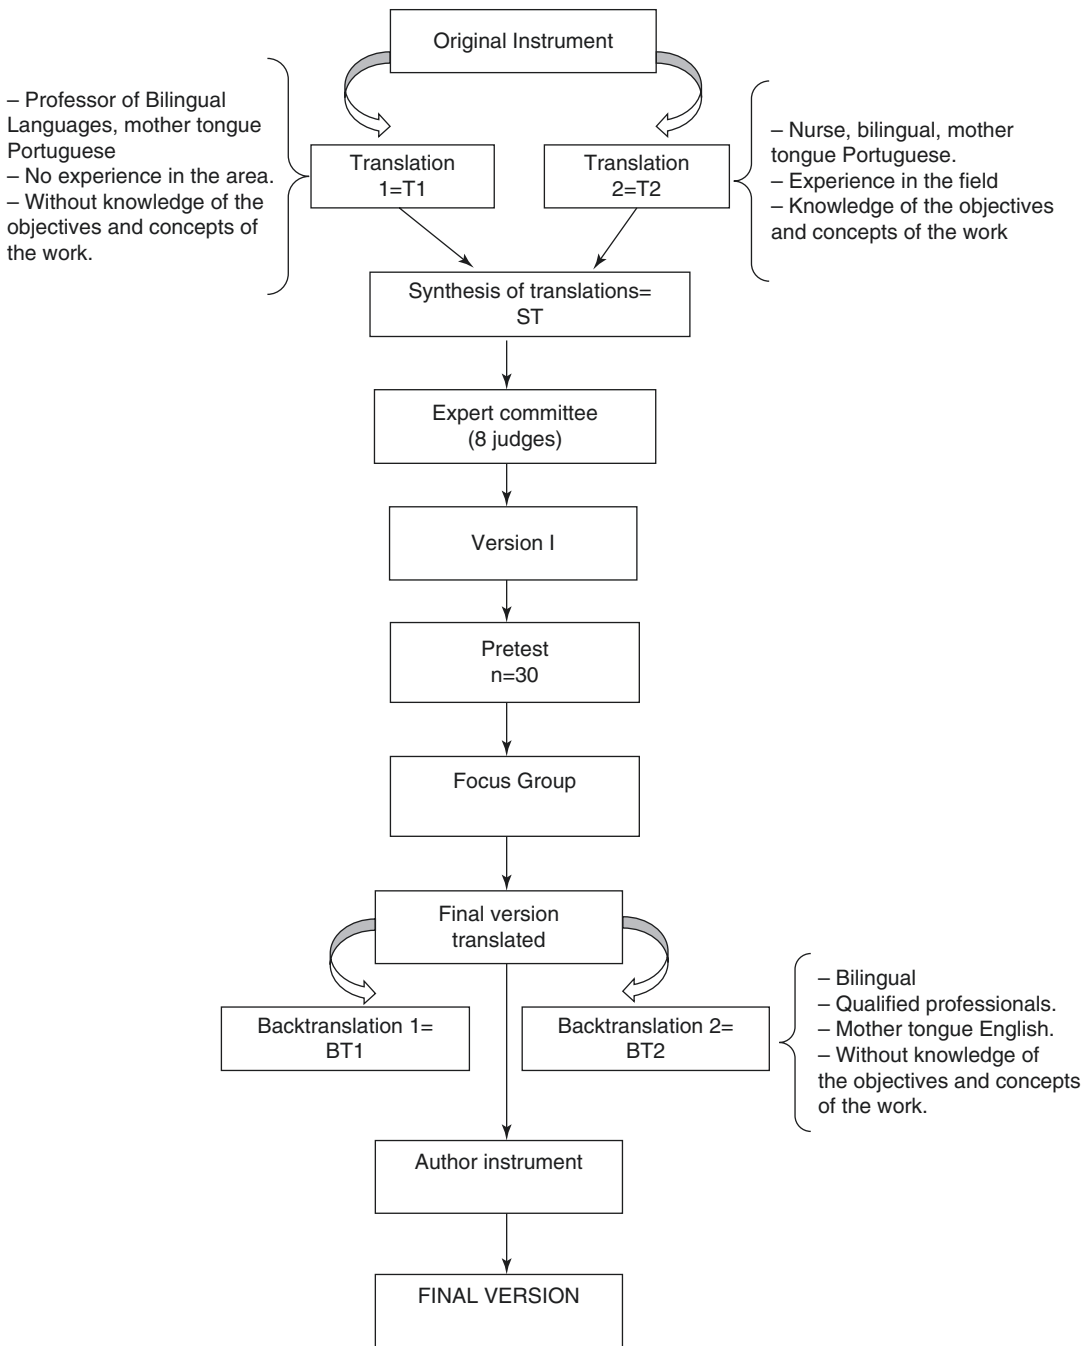 Original Instrument
– Professor of Bilingual
Languages, mother tongue
Portuguese
– No experience in the area.
– Without knowledge of the
objectives and concepts of
the work.
Translation
1=T1
Translation
2=T2
– Nurse, bilingual, mother
tongue Portuguese.
– Experience in the field
– Knowledge of the objectives
and concepts of the work
Synthesis of translations=
ST
Expert committee
(8 judges)
Version I
Pretest
n=30
Focus Group
Final version
translated
Backtranslation 1=
BT1
Backtranslation 2=
BT2
– Bilingual
– Qualified professionals.
– Mother tongue English.
– Without knowledge of
the objectives and concepts
of the work.
Author instrument
FINAL VERSION